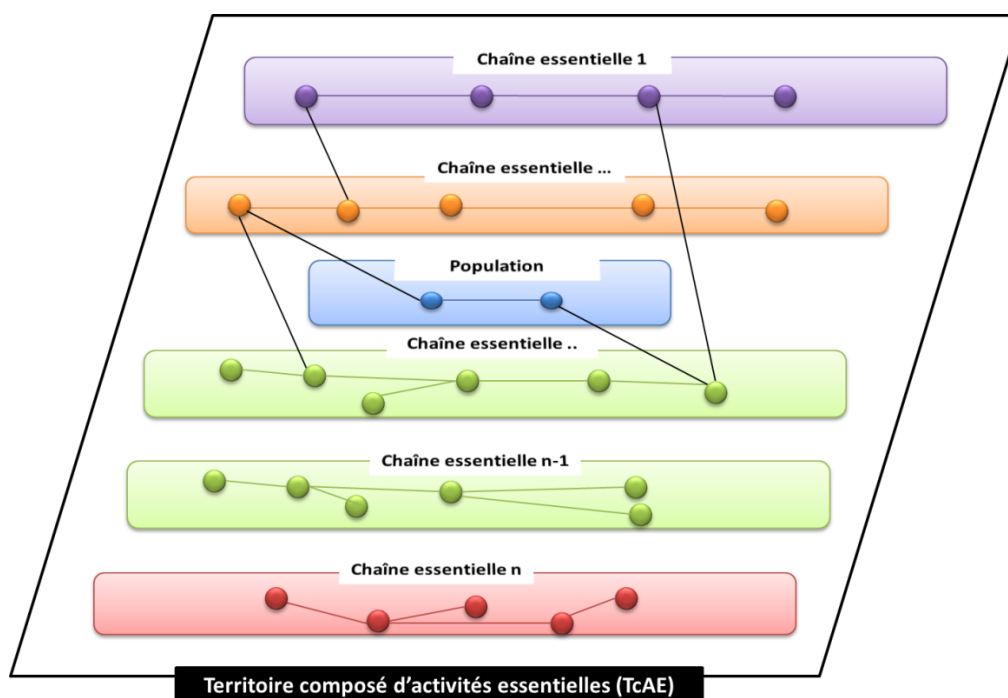 Chaîne essentielle 1
Chaîne essentielle ...
Population
Chaîne essentielle ..
Chaîne essentielle n-1
Chaîne essentielle n
Territoire composé d'activités essentielles (TcAE)